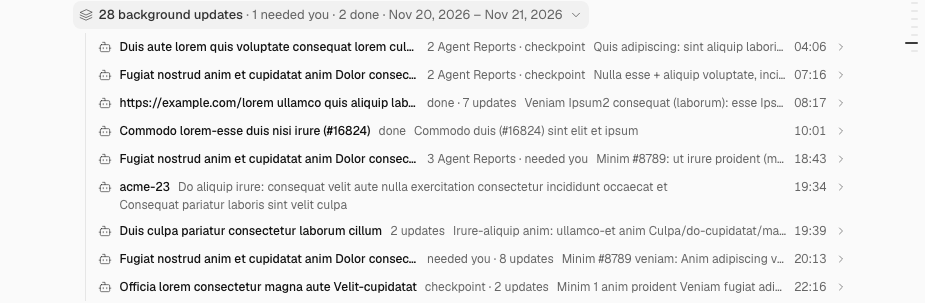 28 background updates · 1 needed you · 2 done · Nov 20, 2026 – Nov 21, 2026
Duis aute lorem quis voluptate consequat lorem cul… 2 Agent Reports · checkpoint Quis adipiscing: sint aliquip labori… 04:06
Fugiat nostrud anim et cupidatat anim Dolor consec… 2 Agent Reports · checkpoint Nulla esse + aliquip voluptate, inci… 07:16
https://example.com/lorem ullamco quis aliquip lab… done · 7 updates Veniam Ipsum2 consequat (laborum): esse Ips… 08:17
Commodo lorem-esse duis nisi irure (#16824) done Commodo duis (#16824) sint elit et ipsum 10:01
Fugiat nostrud anim et cupidatat anim Dolor consec… 3 Agent Reports · needed you Minim #8789: ut irure proident (m… 18:43
acme-23 Do aliquip irure: consequat velit aute nulla exercitation consectetur incididunt occaecat et 19:34
Consequat pariatur laboris sint velit culpa
Duis culpa pariatur consectetur laborum cillum 2 updates Irure-aliquip anim: ullamco-et anim Culpa/do-cupidatat/ma… 19:39
Fugiat nostrud anim et cupidatat anim Dolor consec… needed you · 8 updates Minim #8789 veniam: Anim adipiscing v… 20:13
Officia lorem consectetur magna aute Velit-cupidatat checkpoint · 2 updates Minim 1 anim proident Veniam fugiat adi… 22:16